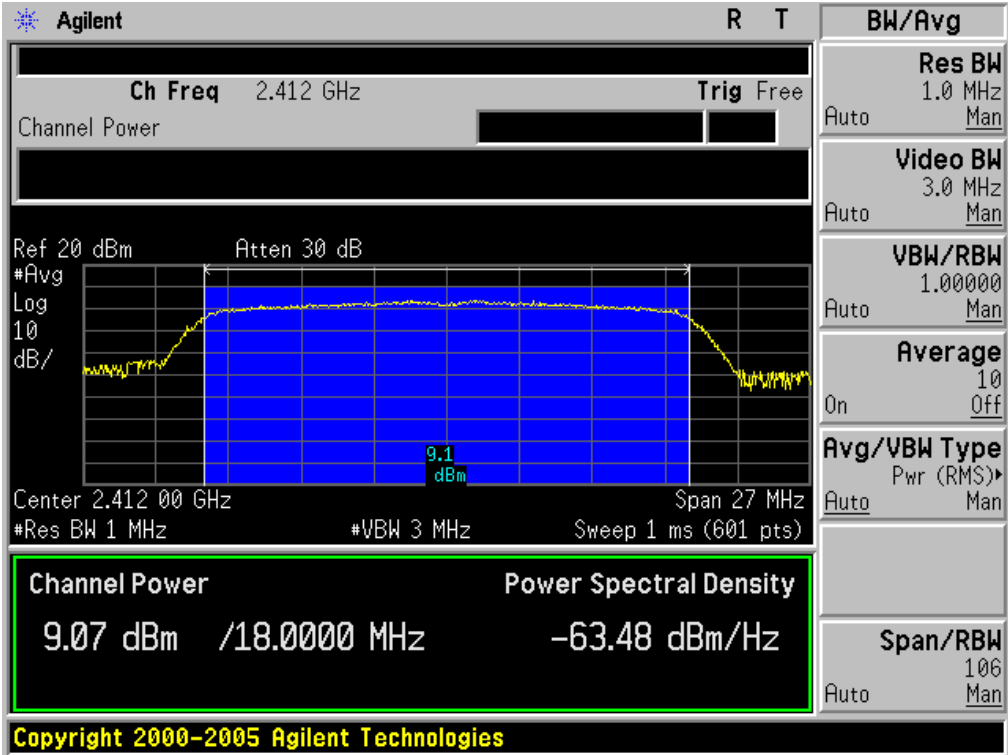 Agilent R T
Ch Freq 2.412 GHz Trig Free
Channel Power
Ref 20 dBm Atten 30 dB
#Avg
Log
10
dB/
9.1
dBm
Center 2.412 00 GHz Span 27 MHz
#Res BW 1 MHz #VBW 3 MHz Sweep 1 ms (601 pts)
Channel Power Power Spectral Density
9.07 dBm /18.0000 MHz -63.48 dBm/Hz
Copyright 2000-2005 Agilent Technologies
BW/Avg
Res BW
1.0 MHz
Auto Man
Video BW
3.0 MHz
Auto Man
VBW/RBW
1.00000
Auto Man
Average
10
On Off
Avg/VBW Type
Pwr (RMS)▸
Auto Man
Span/RBW
106
Auto Man